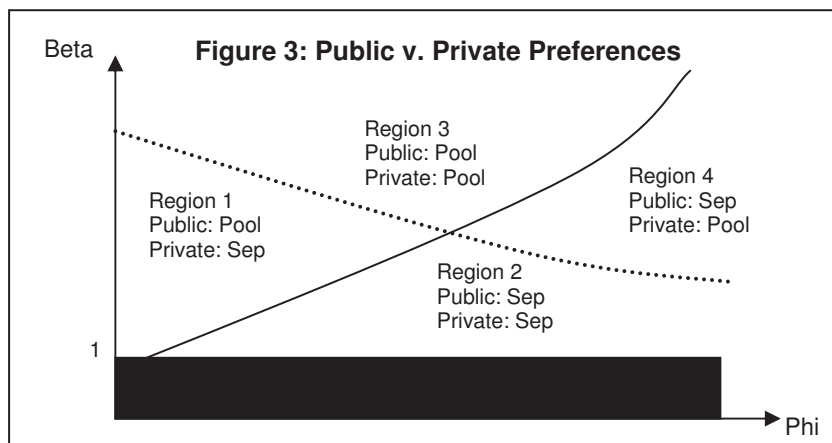 Beta
Figure 3: Public v. Private Preferences
Region 3
Public: Pool
Private: Pool
Region 4
Public: Sep
Private: Pool
Region 1
Public: Pool
Private: Sep
Region 2
Public: Sep
Private: Sep
1
Phi